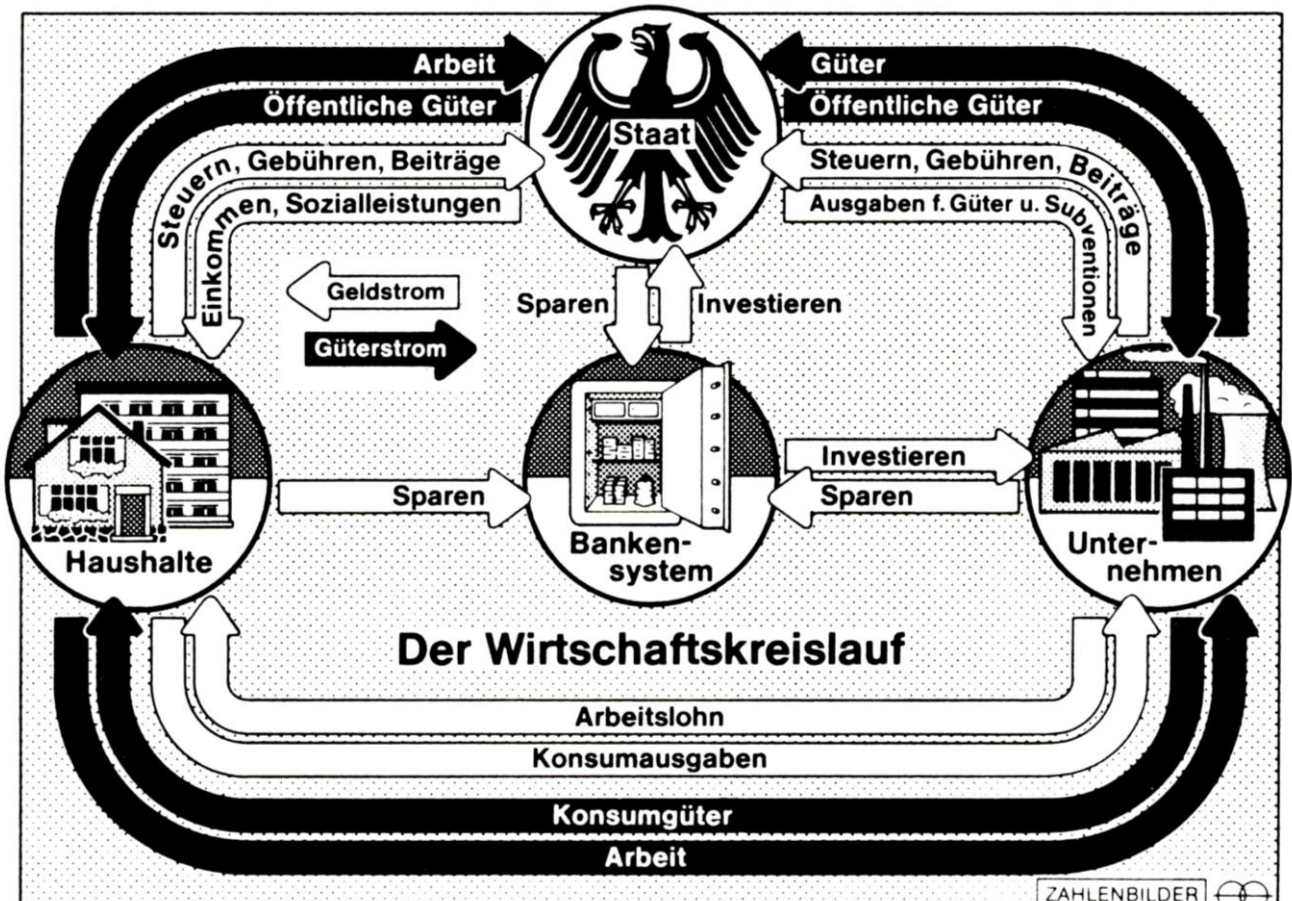 Arbeit
Güter
Öffentliche Güter
Öffentliche Güter
Staat
Steuern, Gebühren, Beiträge
Steuern, Gebühren, Beiträge
Einkommen, Sozialleistungen
Ausgaben f. Güter u. Subventionen
Geldstrom
Güterstrom
Sparen
Investieren
Investieren
Sparen
Sparen
Haushalte
Banken-
system
Unter-
nehmen
Der Wirtschaftskreislauf
Arbeitslohn
Konsumausgaben
Konsumgüter
Arbeit
ZAHLENBILDER